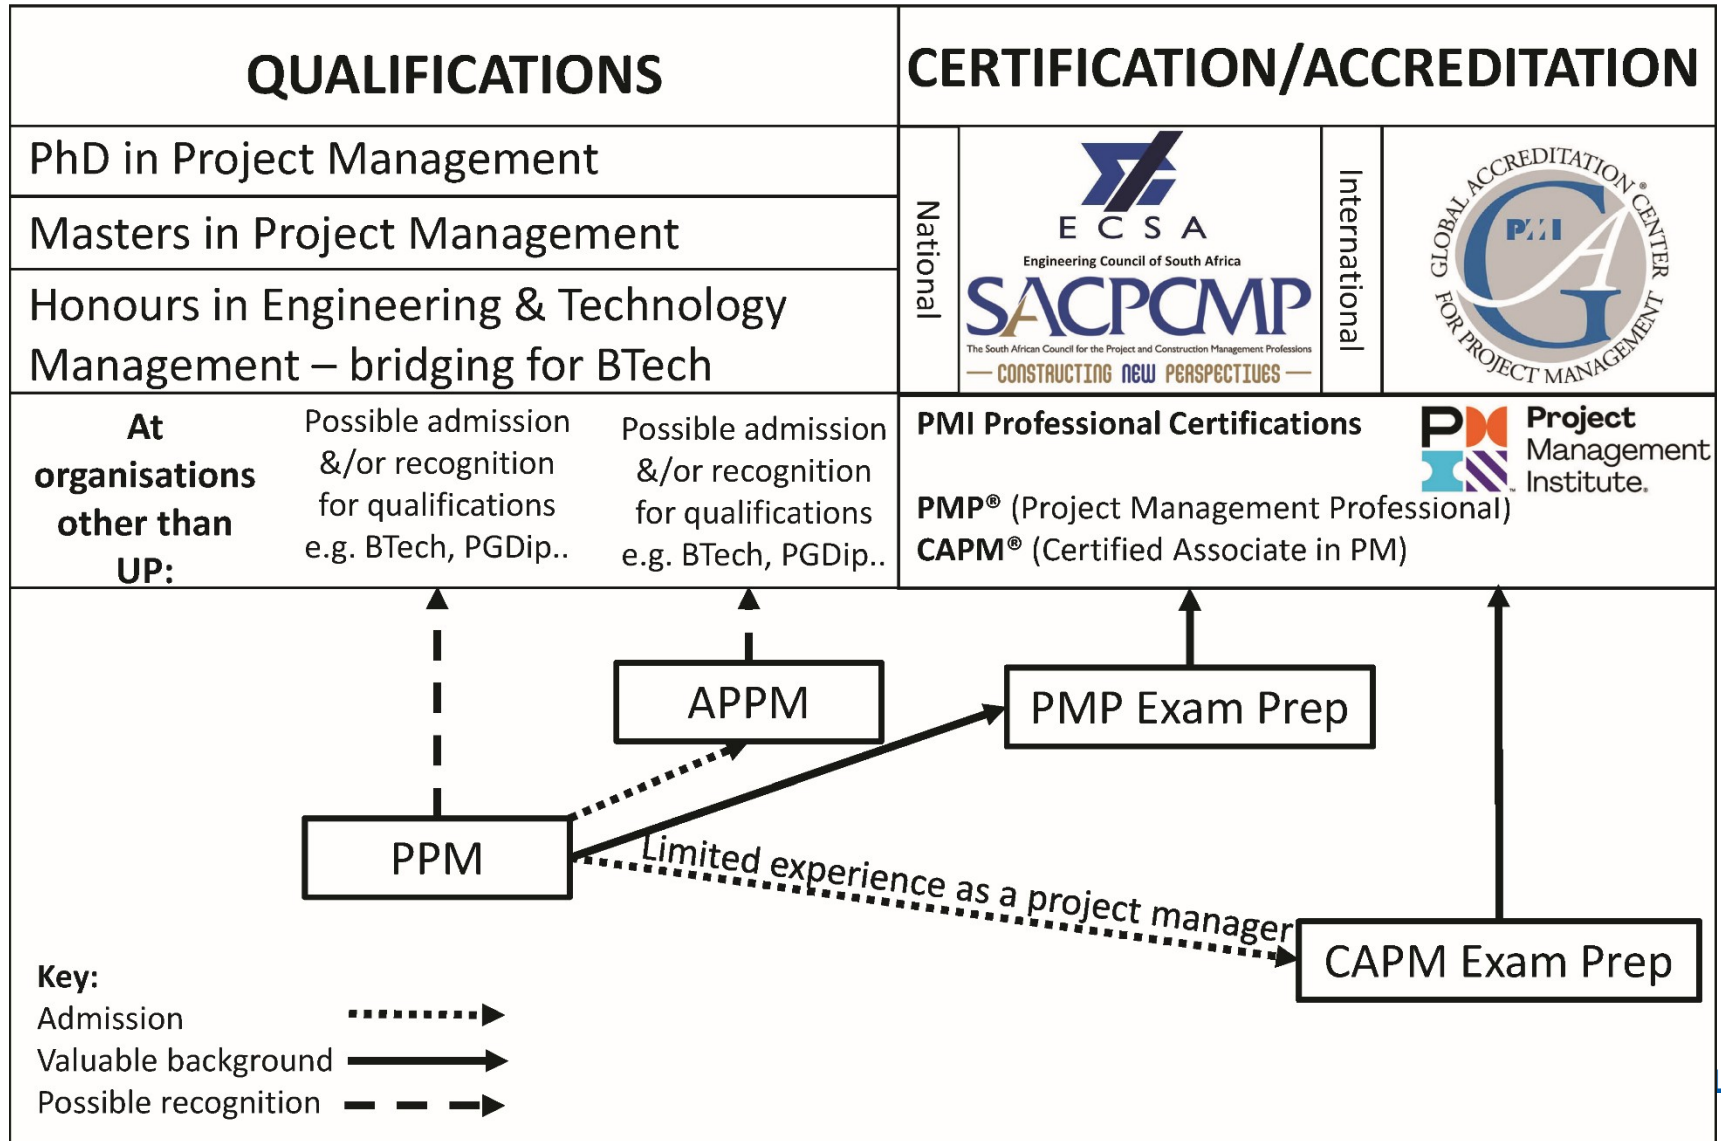 QUALIFICATIONS
CERTIFICATION/ACCREDITATION
PhD in Project Management
Masters in Project Management
Honours in Engineering & Technology
Management – bridging for BTech
National
ECSA
Engineering Council of South Africa
SACPCMP
The South African Council for the Project and Construction Management Professions
CONSTRUCTING NEW PERSPECTIVES
International
GLOBAL ACCREDITATION CENTER®
FOR PROJECT MANAGEMENT
PMI
GA
At
organisations
other than
UP:
Possible admission
&/or recognition
for qualifications
e.g. BTech, PGDip..
Possible admission
&/or recognition
for qualifications
e.g. BTech, PGDip..
PMI Professional Certifications
PM
Project
Management
Institute.
PMP® (Project Management Professional)
CAPM® (Certified Associate in PM)
APPM
PMP Exam Prep
PPM
Limited experience as a project manager
CAPM Exam Prep
Key:
Admission
Valuable background
Possible recognition